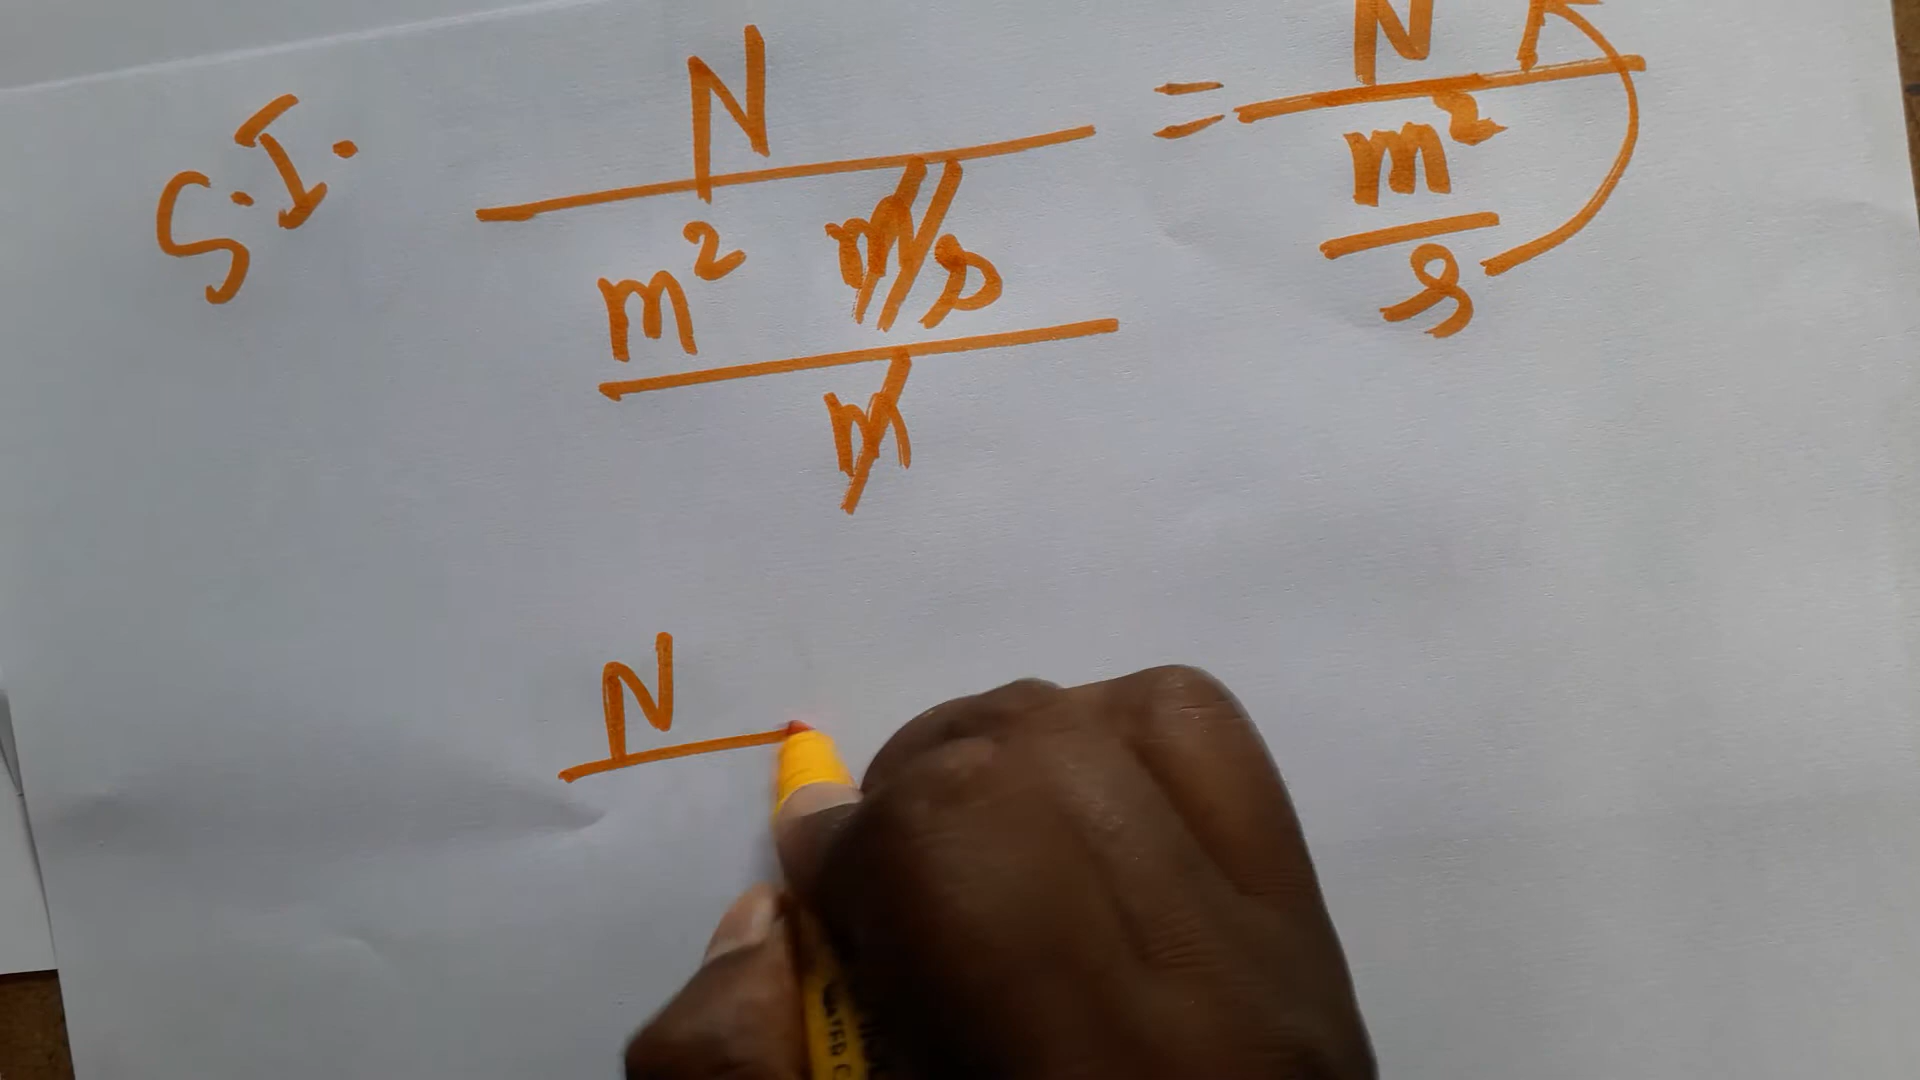 S.I. N / (m² m/s / m) = N / (m² / s)
N